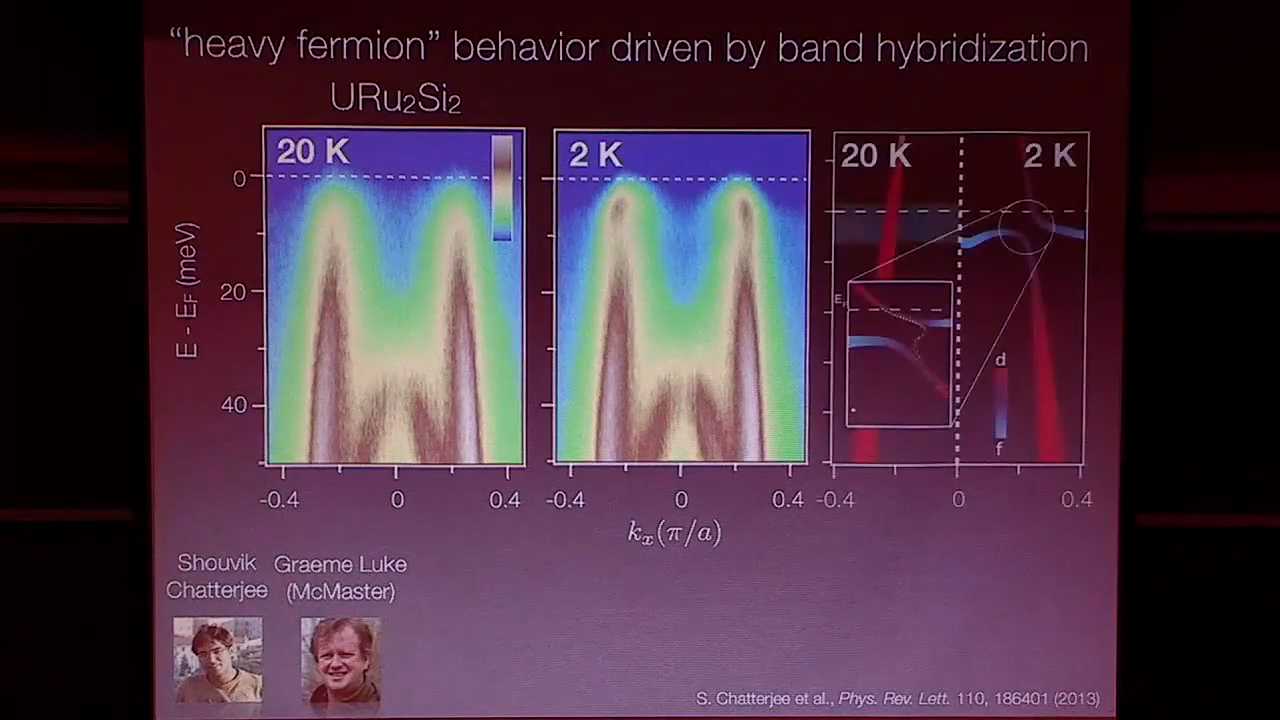 “heavy fermion” behavior driven by band hybridization
URu₂Si₂
20 K
2 K
20 K
2 K
E - EF (meV)
0
20
40
EF
d
f
-0.4
0
0.4
-0.4
0
0.4
-0.4
0
0.4
kₓ(π/a)
Shouvik
Chatterjee
Graeme Luke
(McMaster)
S. Chatterjee et al., Phys. Rev. Lett. 110, 186401 (2013)